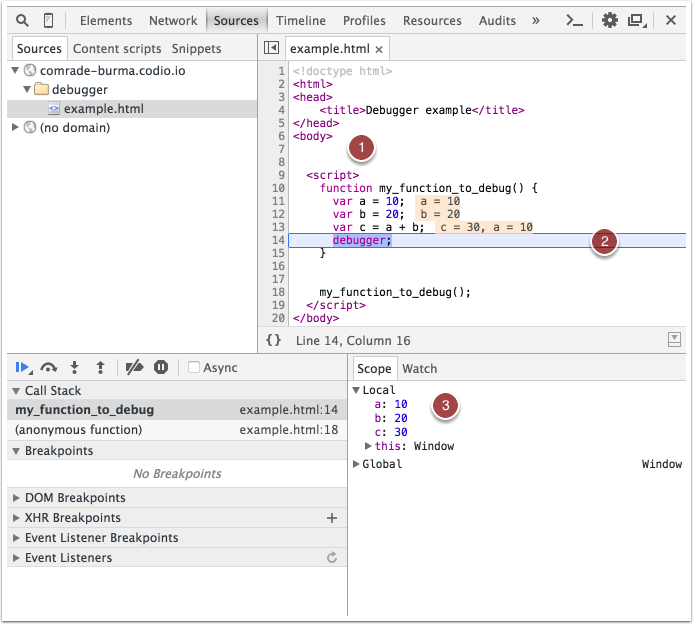 Elements Network Sources Timeline Profiles Resources Audits »
Sources Content scripts Snippets
example.html ×
comrade-burma.codio.io
debugger
example.html
(no domain)
1 <!doctype html>
2 <html>
3 <head>
4 <title>Debugger example</title>
5 </head>
6 <body>
7
8
9 <script>
10 function my_function_to_debug() {
11 var a = 10; a = 10
12 var b = 20; b = 20
13 var c = a + b; c = 30, a = 10
14 debugger;
15 }
16
17
18 my_function_to_debug();
19 </script>
20 </body>
1
2
{} Line 14, Column 16
Async
Call Stack
my_function_to_debug example.html:14
(anonymous function) example.html:18
Breakpoints
No Breakpoints
DOM Breakpoints
XHR Breakpoints +
Event Listener Breakpoints
Event Listeners
Scope Watch
Local
a: 10
b: 20
c: 30
this: Window
Global Window
3